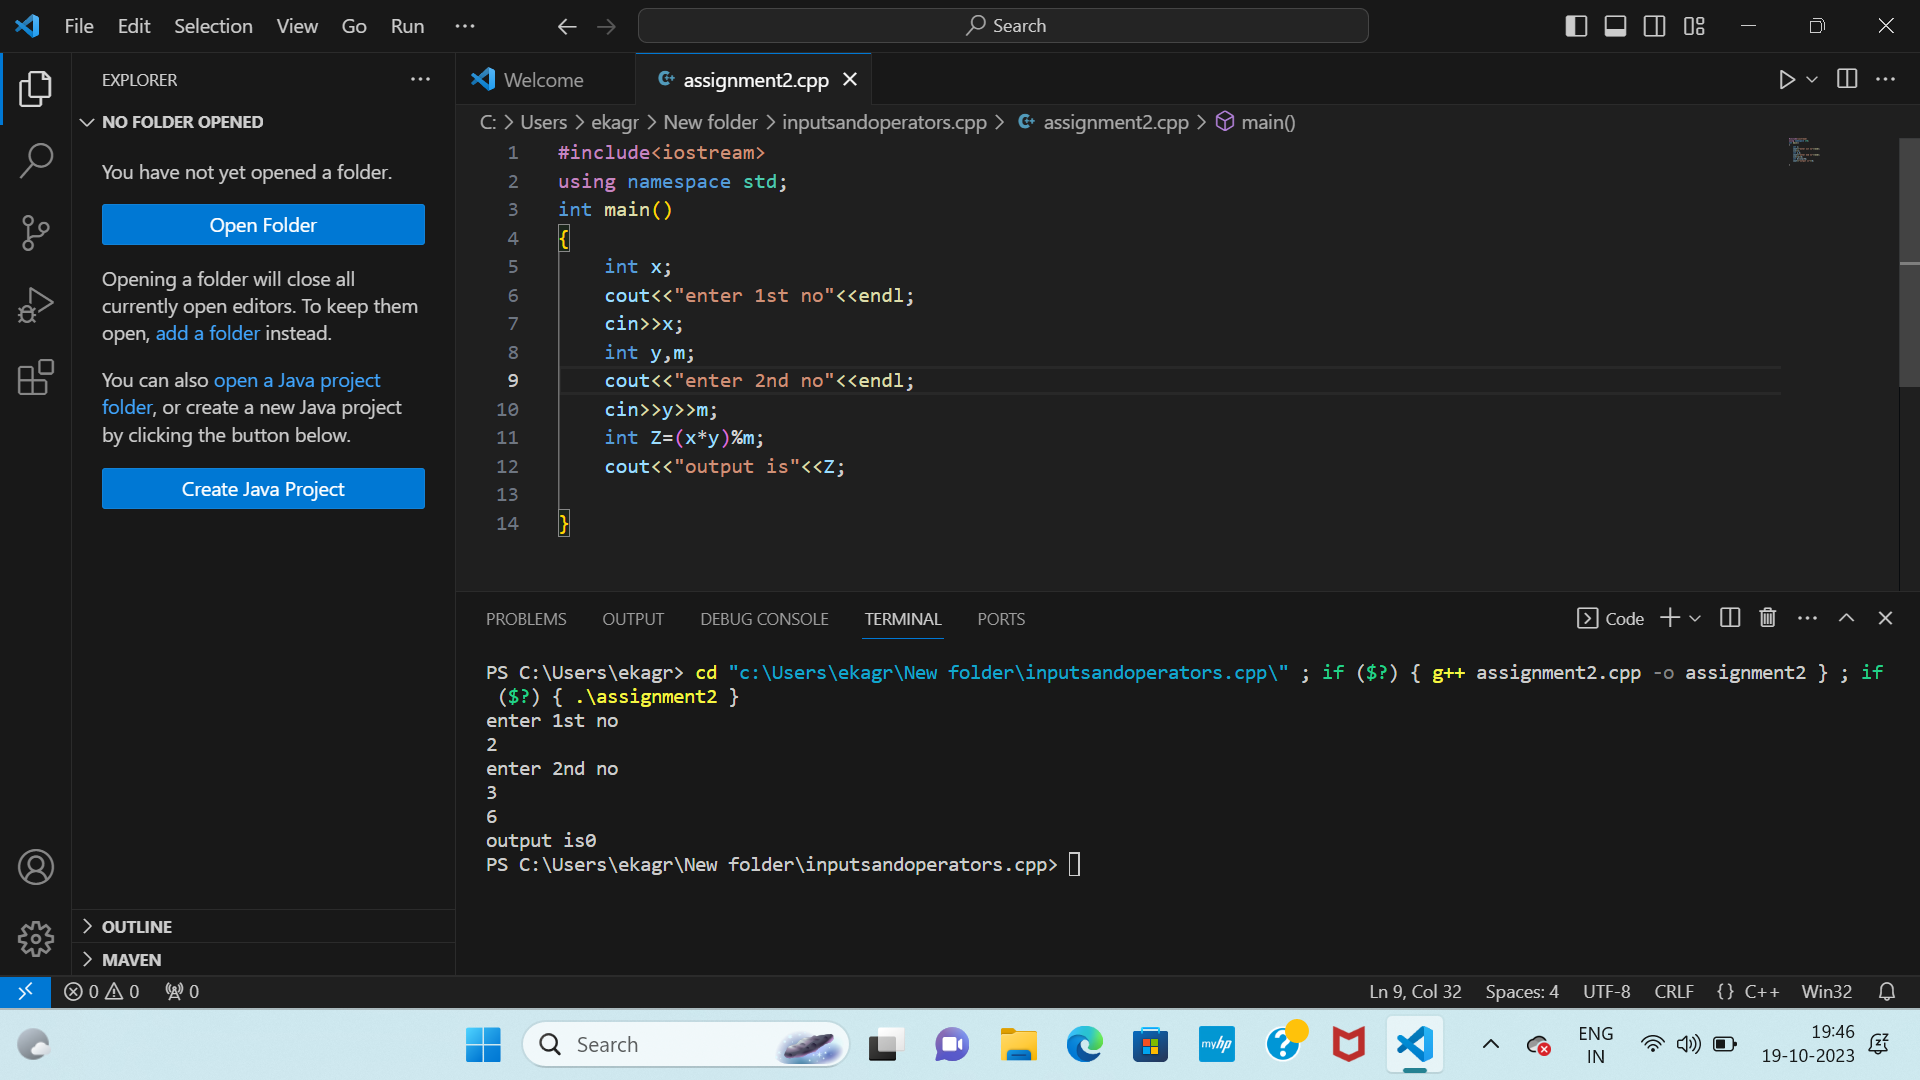 File Edit Selection View Go Run ··· Search
EXPLORER ···
Welcome assignment2.cpp
NO FOLDER OPENED
You have not yet opened a folder.
Open Folder
Opening a folder will close all
currently open editors. To keep them
open, add a folder instead.
You can also open a Java project
folder, or create a new Java project
by clicking the button below.
Create Java Project
OUTLINE
MAVEN
C: > Users > ekagr > New folder > inputsandoperators.cpp > assignment2.cpp > main()
1 #include<iostream>
2 using namespace std;
3 int main()
4 {
5 int x;
6 cout<<"enter 1st no"<<endl;
7 cin>>x;
8 int y,m;
9 cout<<"enter 2nd no"<<endl;
10 cin>>y>>m;
11 int Z=(x*y)%m;
12 cout<<"output is"<<Z;
13
14 }
PROBLEMS OUTPUT DEBUG CONSOLE TERMINAL PORTS Code
PS C:\Users\ekagr> cd "c:\Users\ekagr\New folder\inputsandoperators.cpp\" ; if ($?) { g++ assignment2.cpp -o assignment2 } ; if
($?) { .\assignment2 }
enter 1st no
2
enter 2nd no
3
6
output is0
PS C:\Users\ekagr\New folder\inputsandoperators.cpp>
0 0 0 Ln 9, Col 32 Spaces: 4 UTF-8 CRLF {} C++ Win32
Search myhp ENG 19:46
IN 19-10-2023